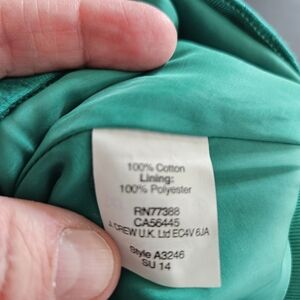 100% Cotton
Lining:
100% Polyester
RN77388
CA56445
J.CREW U.K. Ltd EC4V 6JA
Style A3246
SU 14